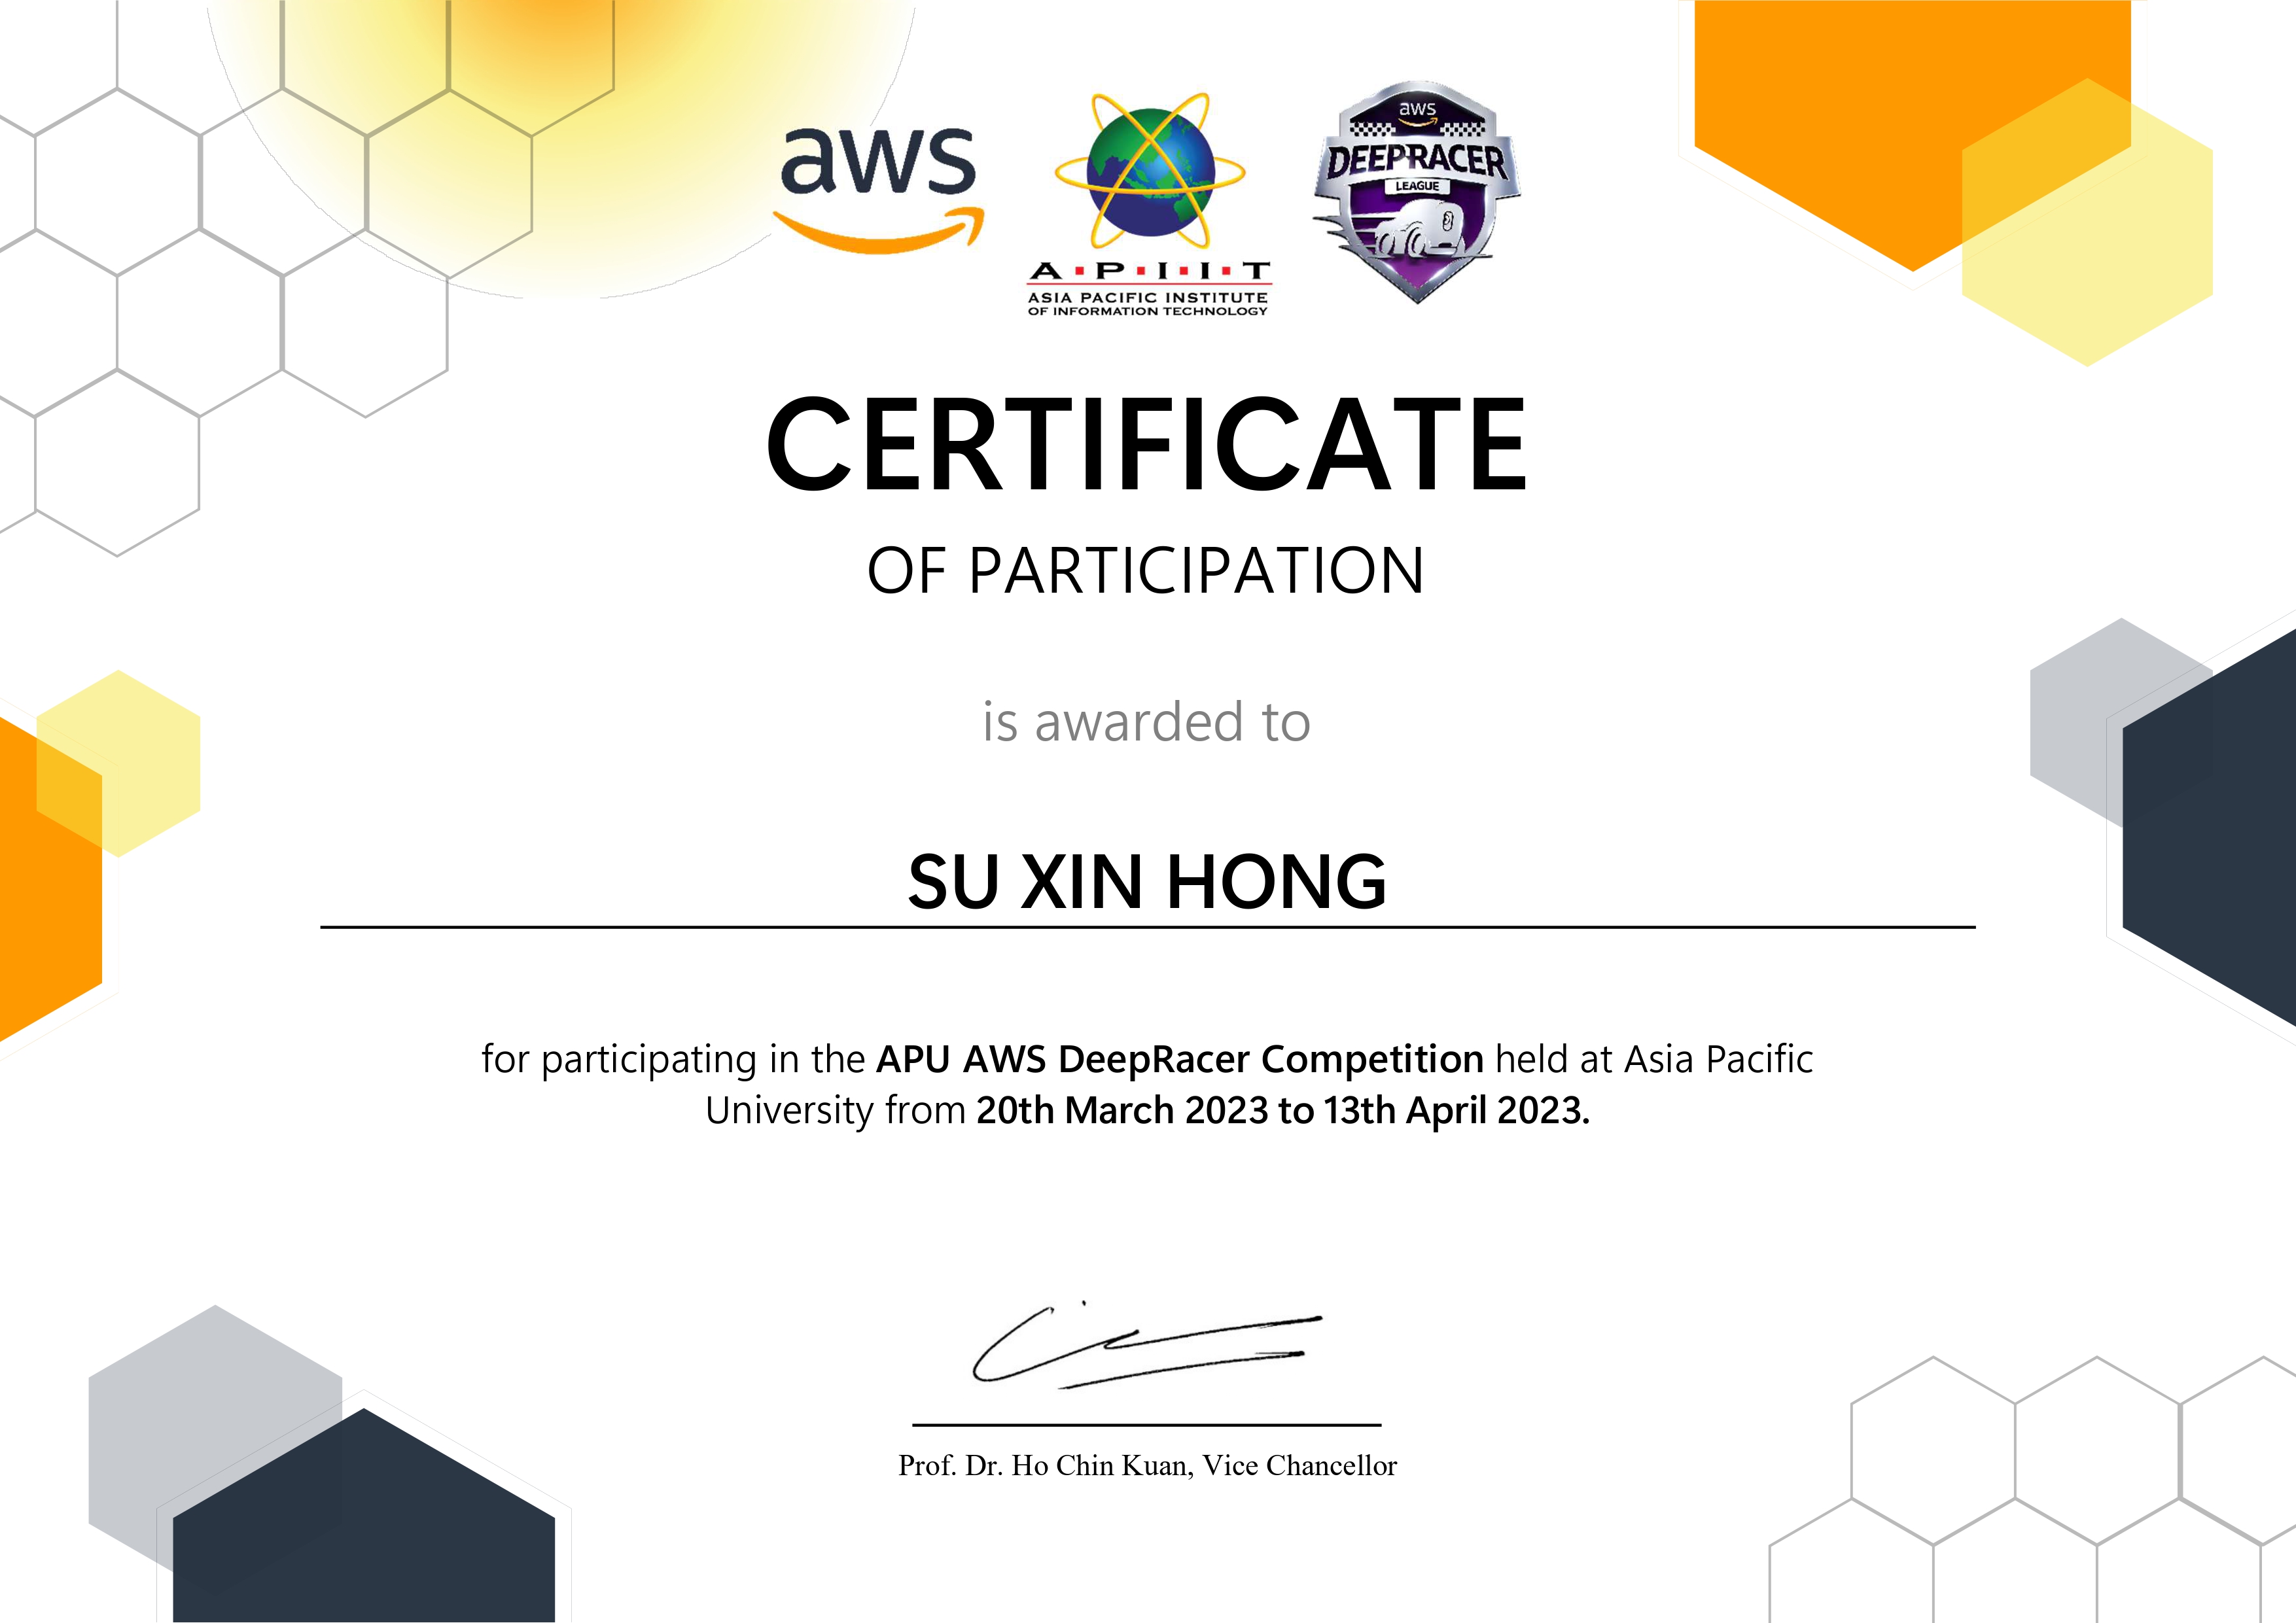 aws
A·P·I·I·T
ASIA PACIFIC INSTITUTE
OF INFORMATION TECHNOLOGY
aws
DEEPRACER
LEAGUE
CERTIFICATE
OF PARTICIPATION
is awarded to
SU XIN HONG
for participating in the APU AWS DeepRacer Competition held at Asia Pacific
University from 20th March 2023 to 13th April 2023.
Prof. Dr. Ho Chin Kuan, Vice Chancellor